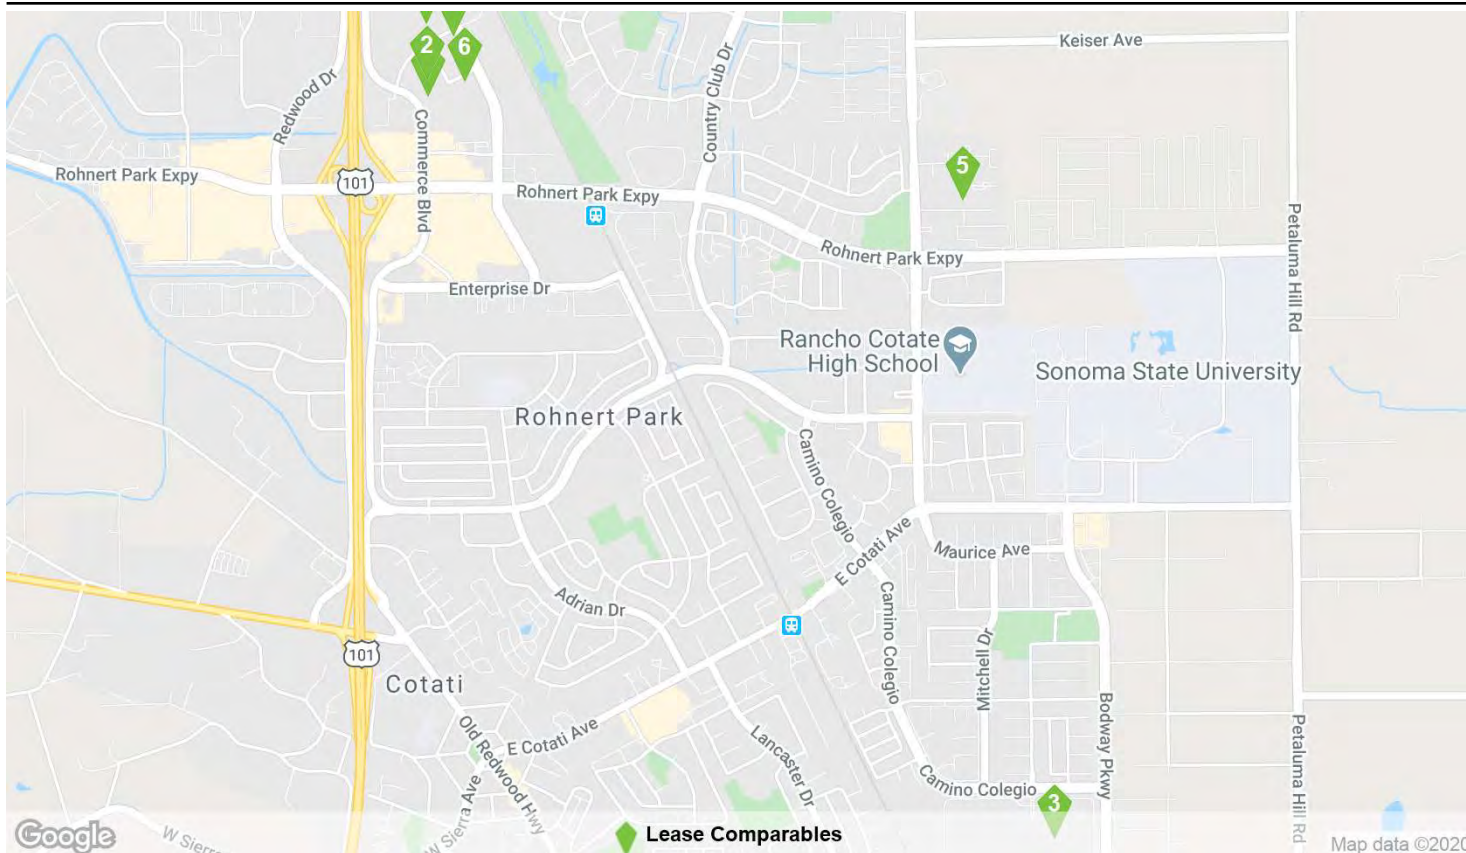 Keiser Ave
2
6
Redwood Dr
Country Club Dr
Commerce Blvd
5
Rohnert Park Expy
101
Rohnert Park Expy
Petaluma Hill Rd
Rohnert Park Expy
Enterprise Dr
Rancho Cotate
High School
Sonoma State University
Rohnert Park
Camino Colegio
E Cotati Ave
Maurice Ave
Adrian Dr
Camino Colegio
Mitchell Dr
101
Cotati
Bodway Pkwy
Old Redwood Hwy
E Cotati Ave
Lancaster Dr
Petaluma Hill Rd
W Sierra Ave
Camino Colegio
3
Google
W Sierr
Lease Comparables
Map data ©2020